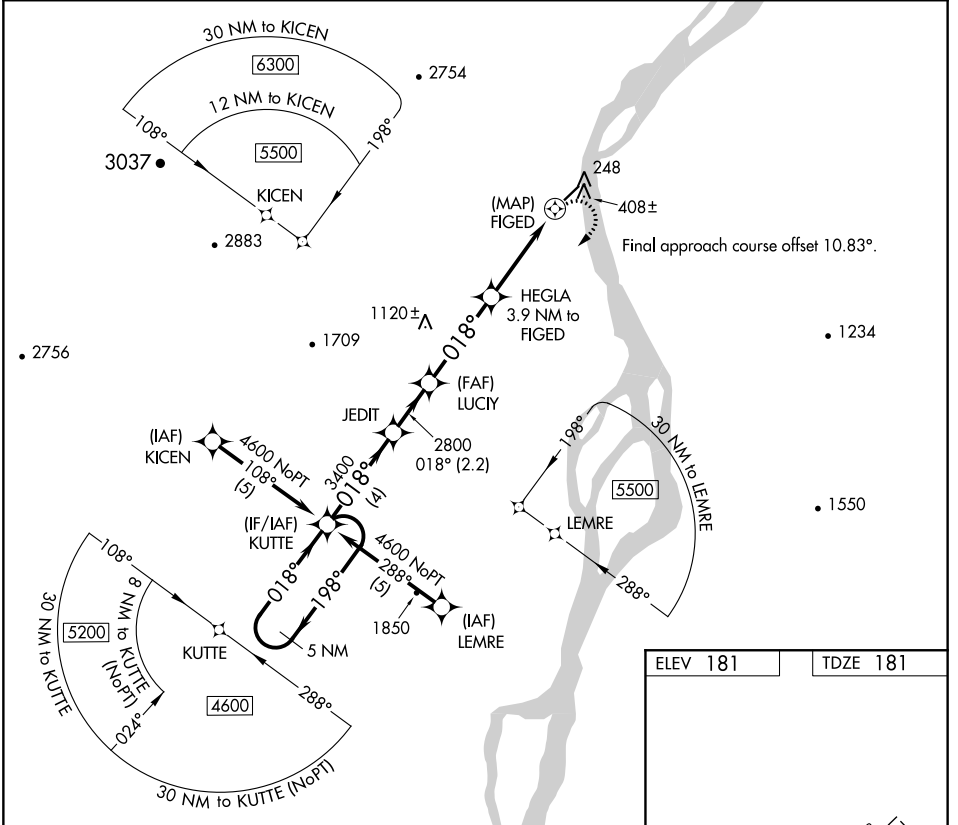 30 NM to KICEN
6300
2754
12 NM to KICEN
108°
198°
3037
5500
KICEN
2883
248
(MAP)
FIGED
408±
Final approach course offset 10.83°.
HEGLA
3.9 NM to
FIGED
1120±
018°
1709
1234
2756
(FAF)
LUCIY
JEDIT
2800
018° (2.2)
(IAF)
KICEN
4600 NoPT
108°
(5)
3400
018°
(4)
198°
30 NM to LEMRE
5500
LEMRE
288°
1550
(IF/IAF)
KUTTE
4600 NoPT
288°
(5)
018°
198°
1850
(IAF)
LEMRE
5 NM
108°
30 NM to KUTTE
5200
8 NM to KUTTE
(NoPT)
KUTTE
024°
4600
288°
30 NM to KUTTE (NoPT)
ELEV 181
TDZE 181